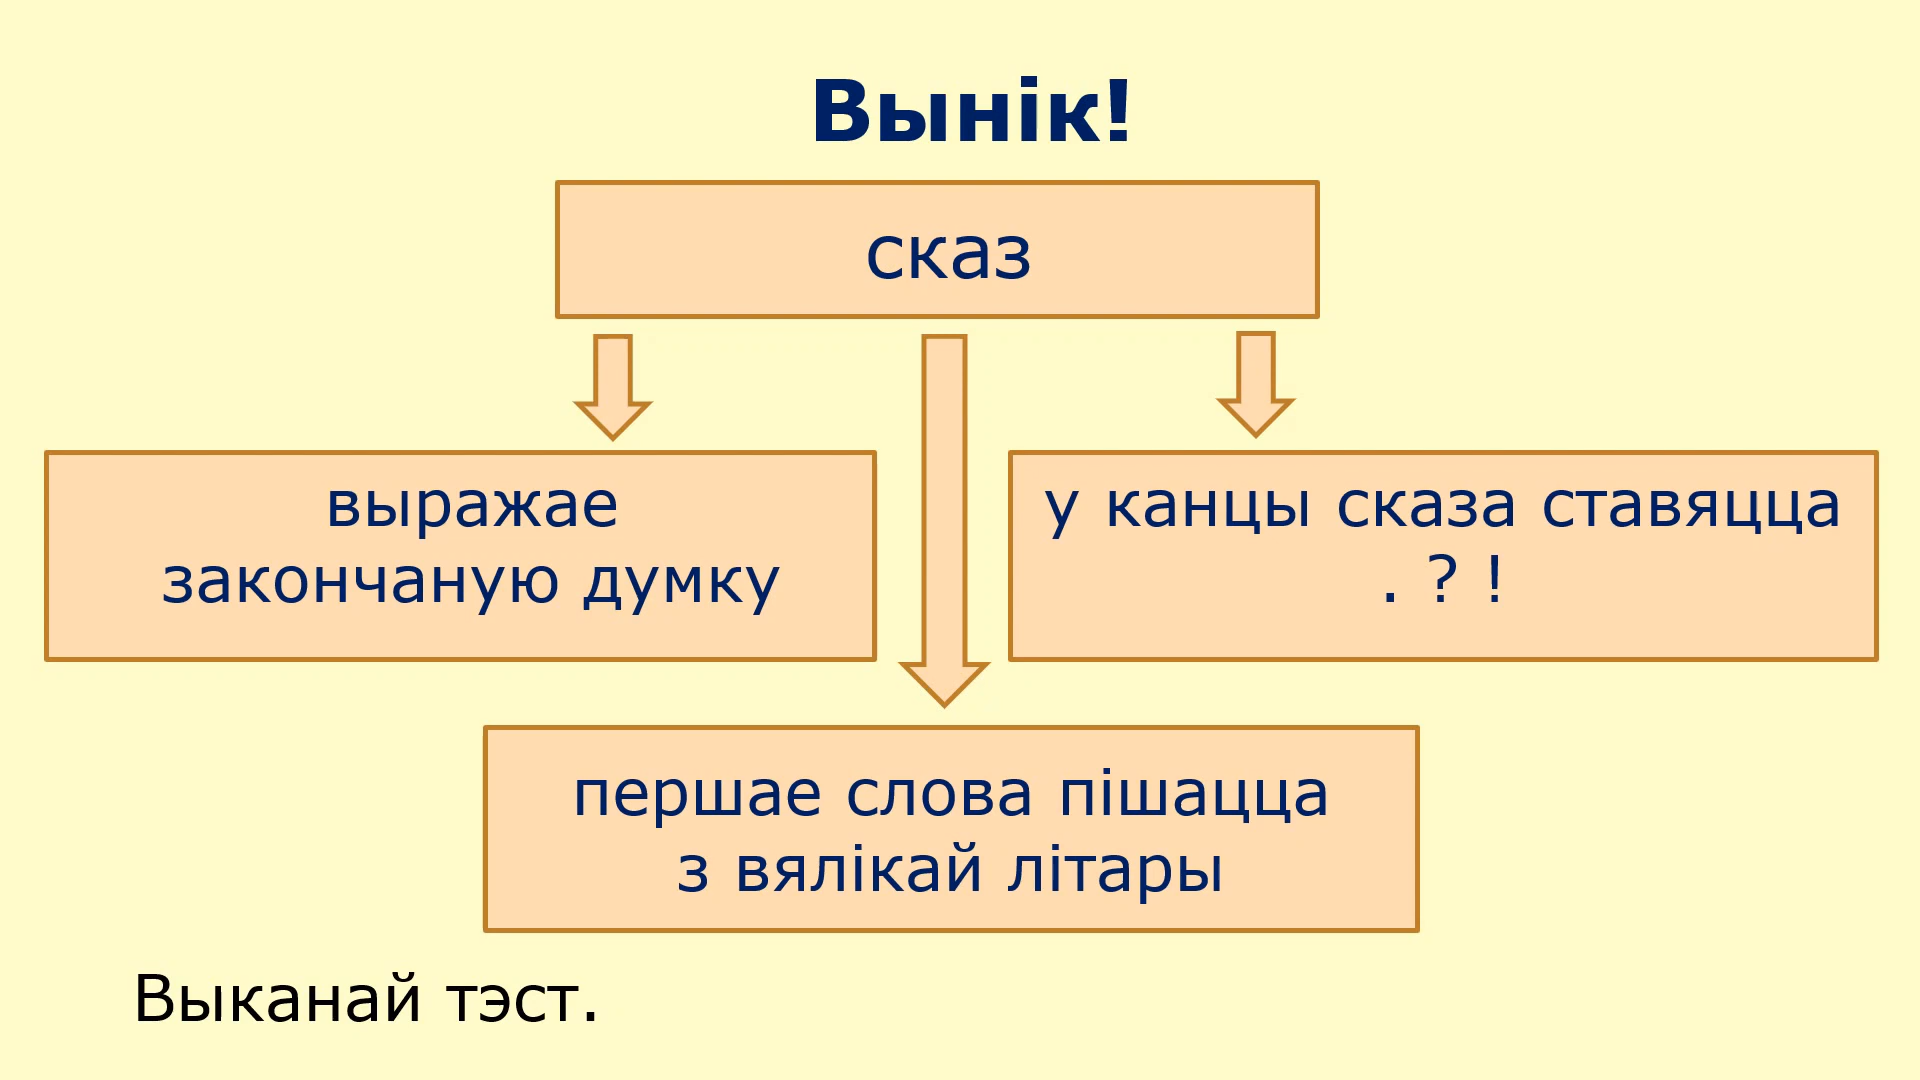 Вынік!
сказ
выражае
закончаную думку
у канцы сказа ставяцца
. ? !
першае слова пішацца
з вялікай літары
Выканай тэст.